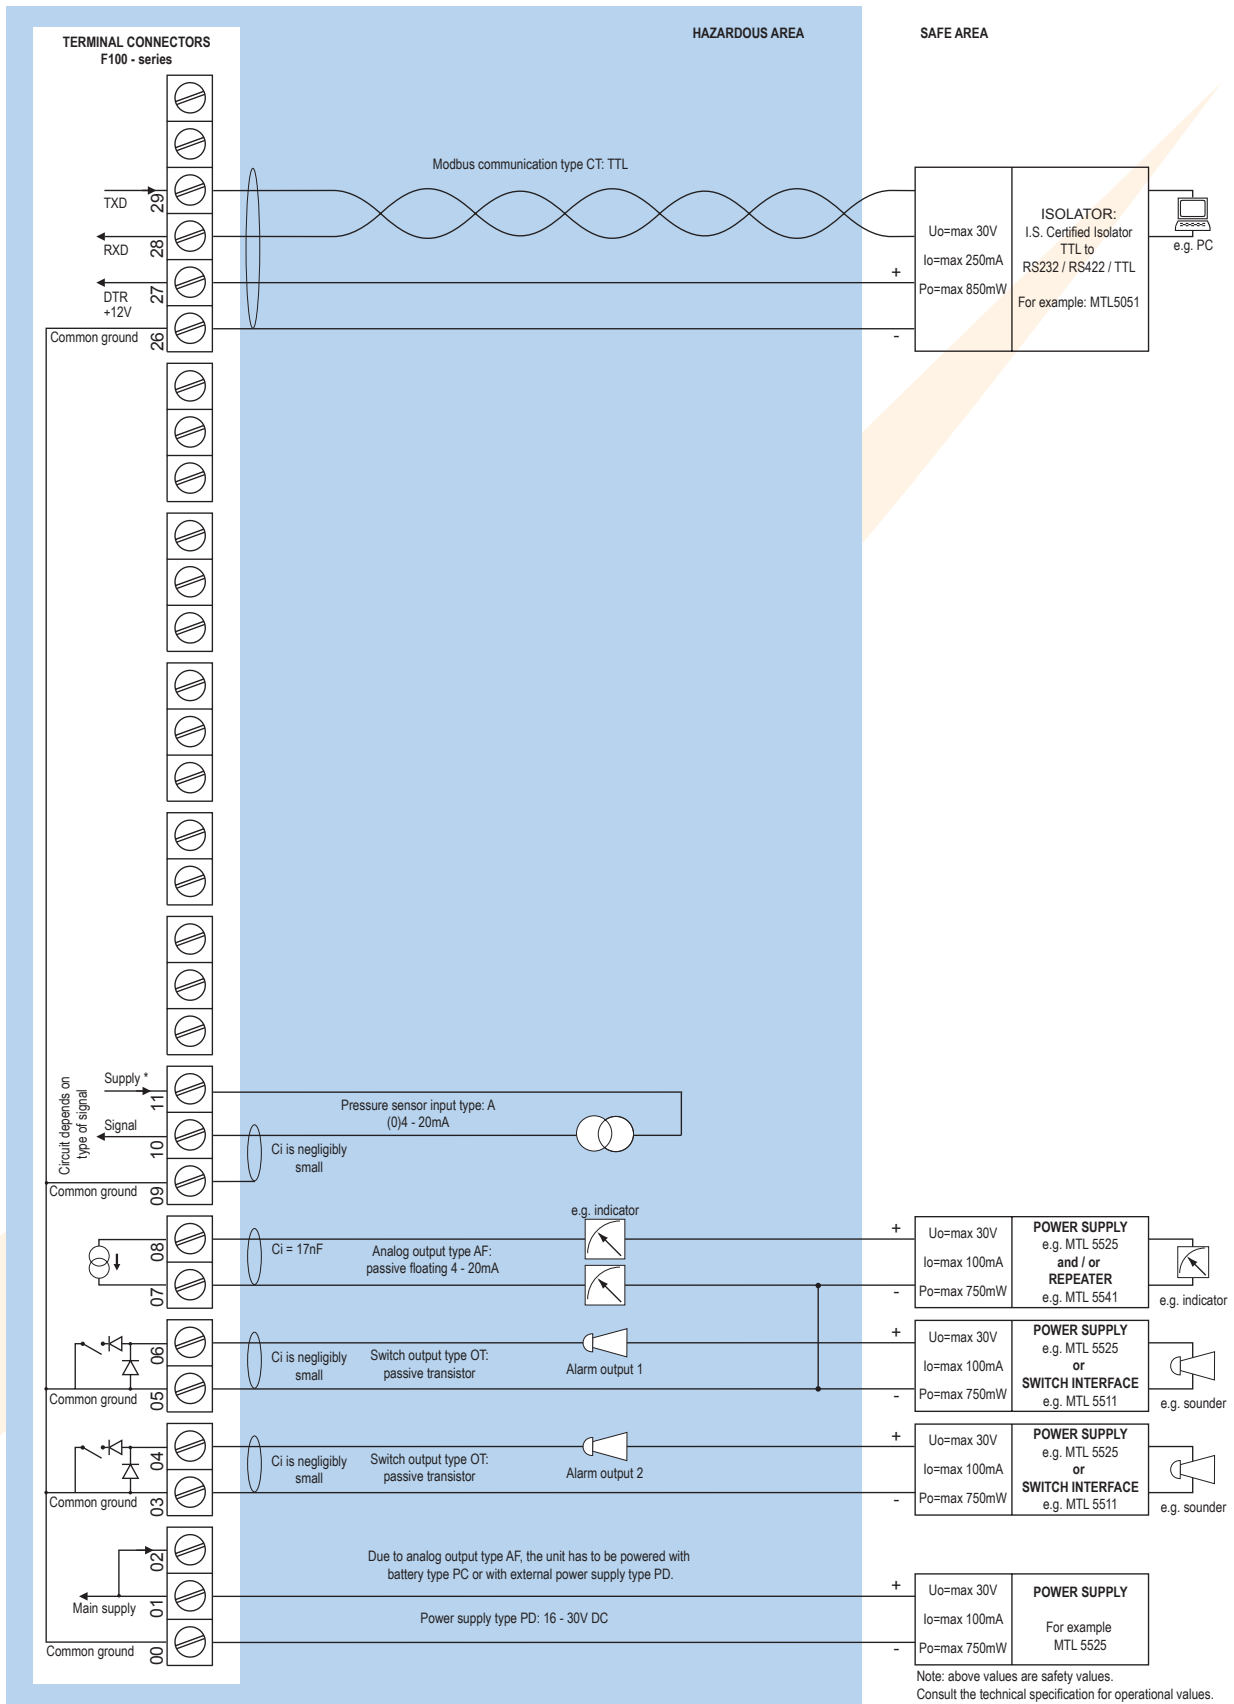 HAZARDOUS AREA
SAFE AREA
TERMINAL CONNECTORS
F100 - series
Modbus communication type CT: TTL
TXD
29
RXD
28
DTR
+12V
27
Common ground
26
+
-
Uo=max 30V
Io=max 250mA
Po=max 850mW
ISOLATOR:
I.S. Certified Isolator
TTL to
RS232 / RS422 / TTL
For example: MTL5051
e.g. PC
Circuit depends on
type of signal
Supply *
11
Signal
10
Common ground
09
Pressure sensor input type: A
(0)4 - 20mA
Ci is negligibly
small
08
07
Ci = 17nF
Analog output type AF:
passive floating 4 - 20mA
e.g. indicator
+
-
Uo=max 30V
Io=max 100mA
Po=max 750mW
POWER SUPPLY
e.g. MTL 5525
and / or
REPEATER
e.g. MTL 5541
e.g. indicator
06
Common ground
05
Ci is negligibly
small
Switch output type OT:
passive transistor
Alarm output 1
+
-
Uo=max 30V
Io=max 100mA
Po=max 750mW
POWER SUPPLY
e.g. MTL 5525
or
SWITCH INTERFACE
e.g. MTL 5511
e.g. sounder
04
Common ground
03
Ci is negligibly
small
Switch output type OT:
passive transistor
Alarm output 2
+
-
Uo=max 30V
Io=max 100mA
Po=max 750mW
POWER SUPPLY
e.g. MTL 5525
or
SWITCH INTERFACE
e.g. MTL 5511
e.g. sounder
02
Main supply
01
Common ground
00
Due to analog output type AF, the unit has to be powered with
battery type PC or with external power supply type PD.
Power supply type PD: 16 - 30V DC
+
-
Uo=max 30V
Io=max 100mA
Po=max 750mW
POWER SUPPLY
For example
MTL 5525
Note: above values are safety values.
Consult the technical specification for operational values.